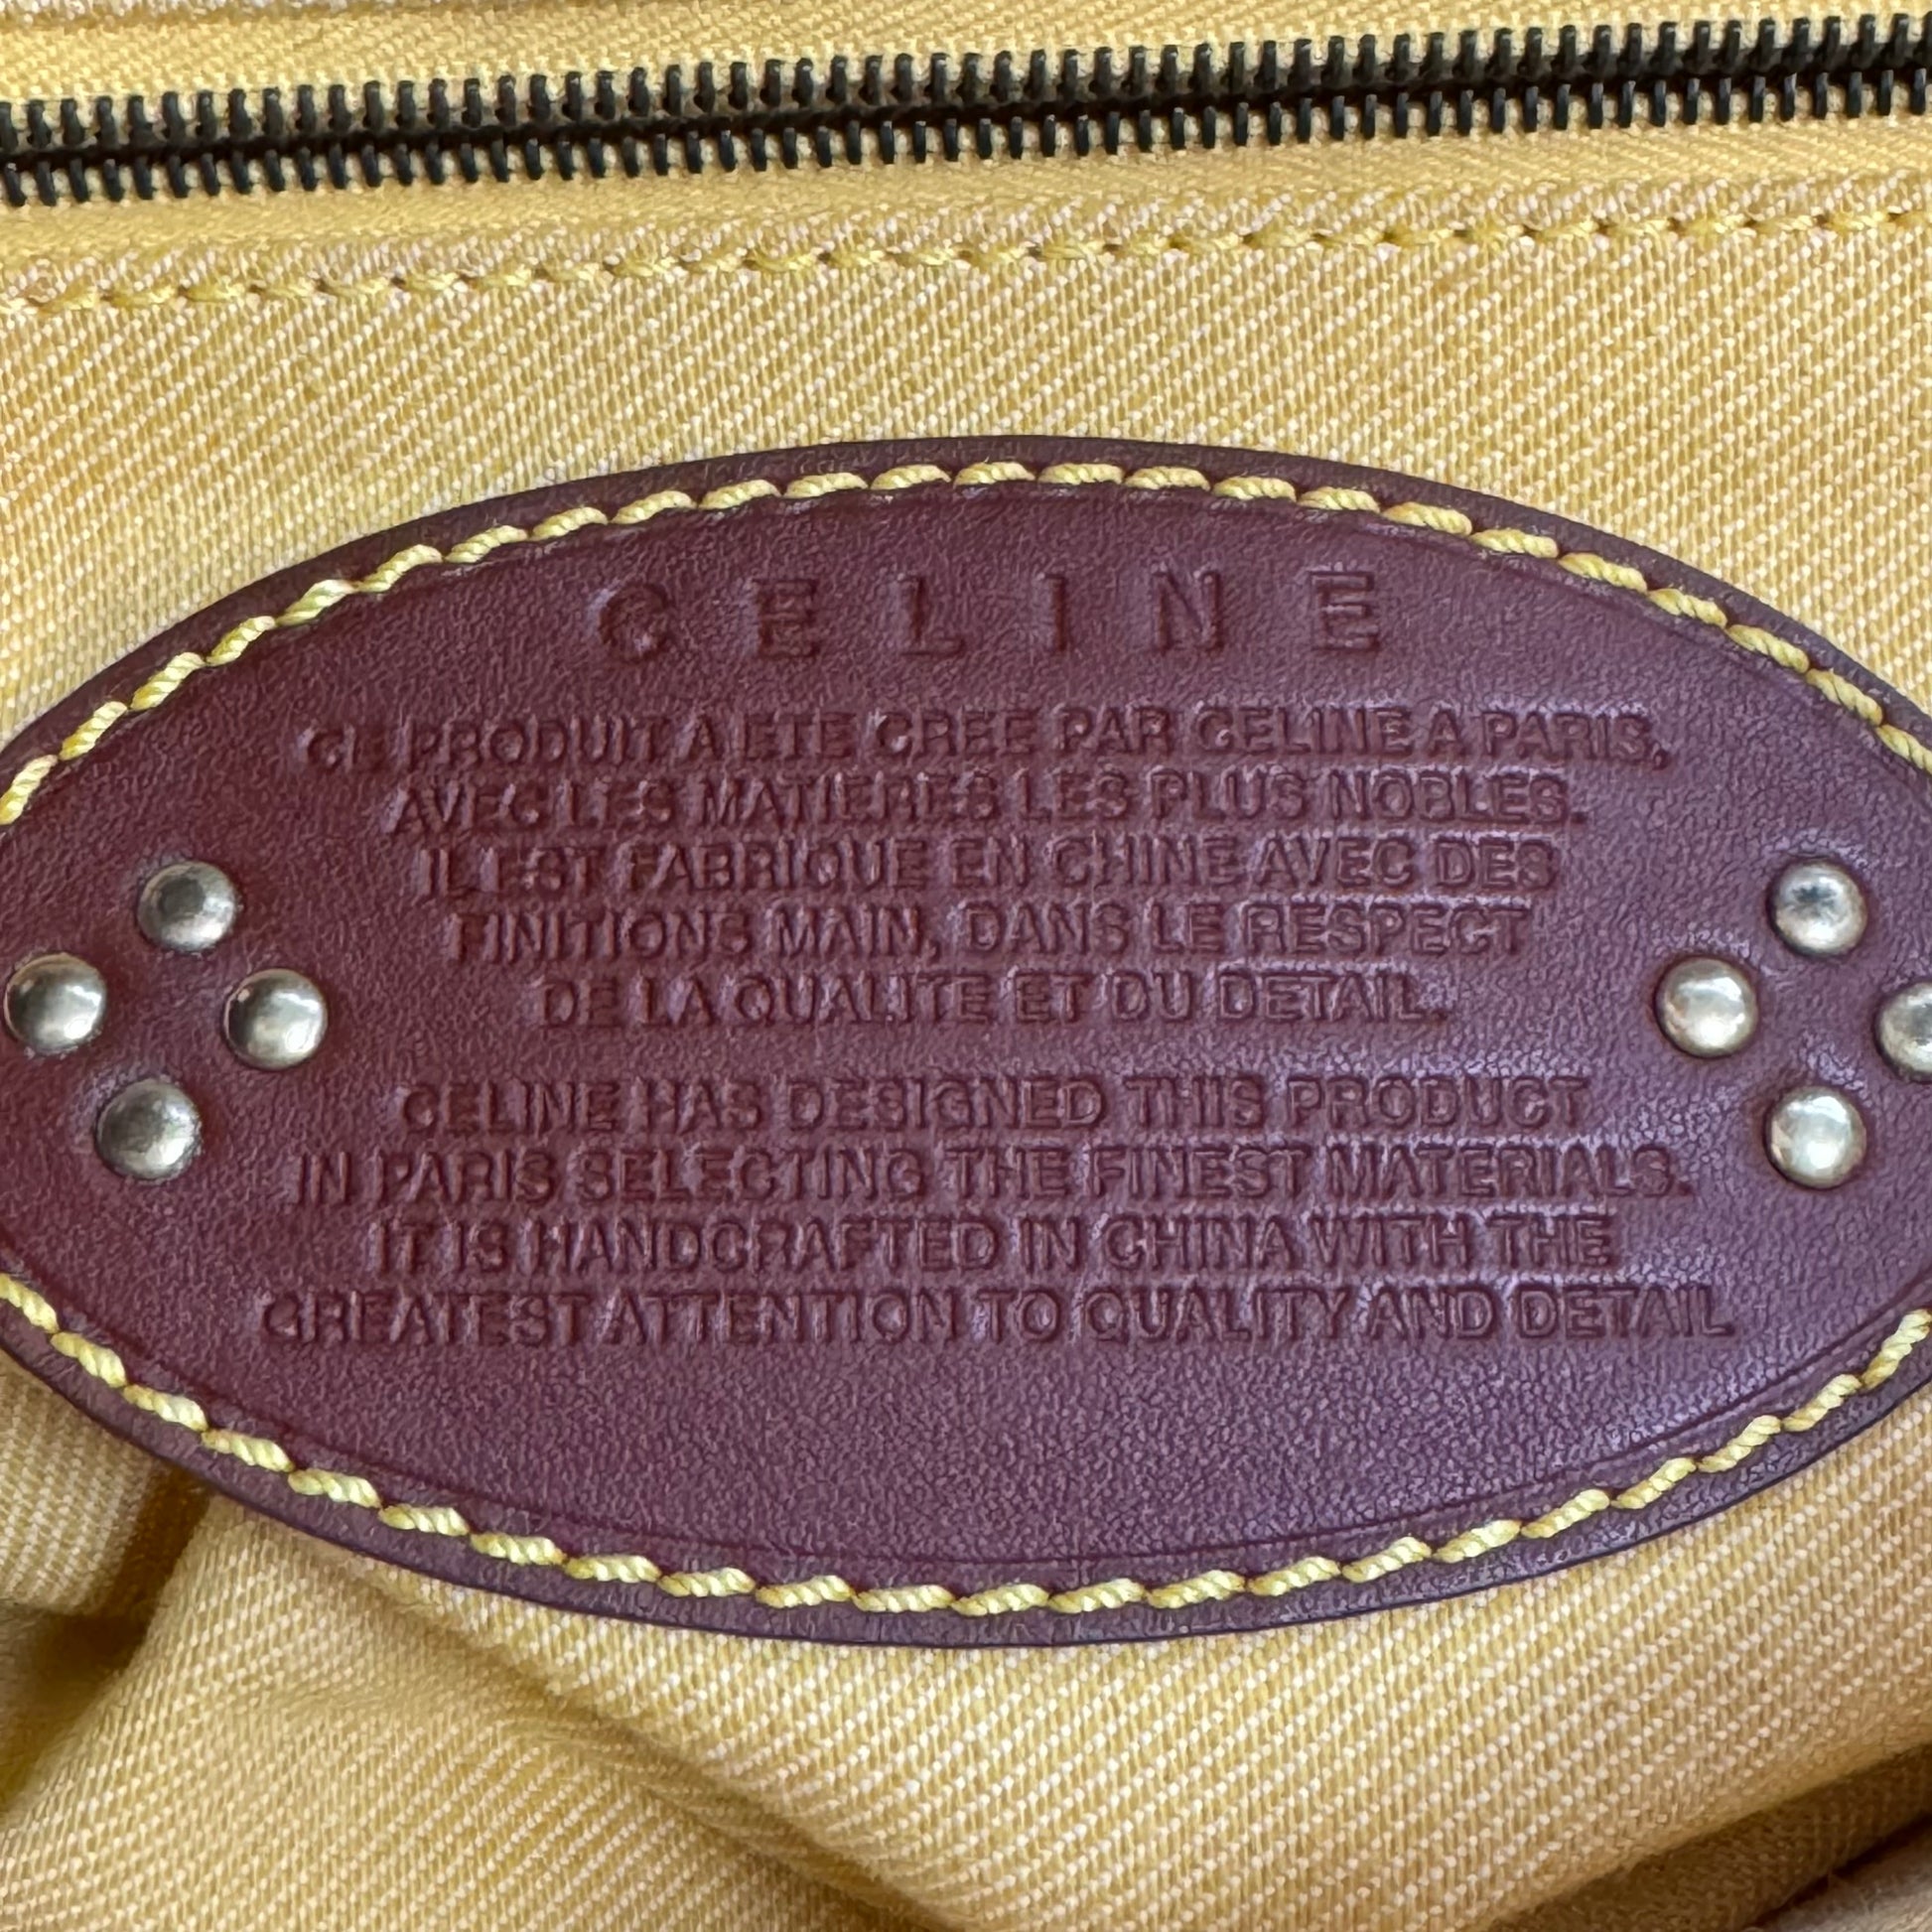 CELINE
CE PRODUIT A ETE CREE PAR CELINE A PARIS,
AVEC LES MATIERES LES PLUS NOBLES.
IL EST FABRIQUE EN CHINE AVEC DES
FINITIONS MAIN, DANS LE RESPECT
DE LA QUALITE ET DU DETAIL.
CELINE HAS DESIGNED THIS PRODUCT
IN PARIS SELECTING THE FINEST MATERIALS.
IT IS HANDCRAFTED IN CHINA WITH THE
GREATEST ATTENTION TO QUALITY AND DETAIL